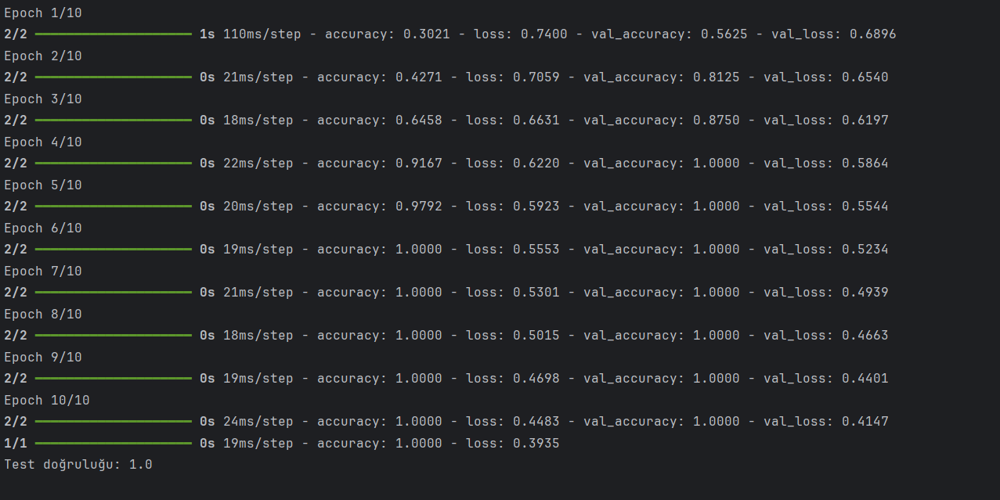 Epoch 1/10
2/2 ━━━━━━━━━━━━━━━━━━━━ 1s 110ms/step - accuracy: 0.3021 - loss: 0.7400 - val_accuracy: 0.5625 - val_loss: 0.6896
Epoch 2/10
2/2 ━━━━━━━━━━━━━━━━━━━━ 0s 21ms/step - accuracy: 0.4271 - loss: 0.7059 - val_accuracy: 0.8125 - val_loss: 0.6540
Epoch 3/10
2/2 ━━━━━━━━━━━━━━━━━━━━ 0s 18ms/step - accuracy: 0.6458 - loss: 0.6631 - val_accuracy: 0.8750 - val_loss: 0.6197
Epoch 4/10
2/2 ━━━━━━━━━━━━━━━━━━━━ 0s 22ms/step - accuracy: 0.9167 - loss: 0.6220 - val_accuracy: 1.0000 - val_loss: 0.5864
Epoch 5/10
2/2 ━━━━━━━━━━━━━━━━━━━━ 0s 20ms/step - accuracy: 0.9792 - loss: 0.5923 - val_accuracy: 1.0000 - val_loss: 0.5544
Epoch 6/10
2/2 ━━━━━━━━━━━━━━━━━━━━ 0s 19ms/step - accuracy: 1.0000 - loss: 0.5553 - val_accuracy: 1.0000 - val_loss: 0.5234
Epoch 7/10
2/2 ━━━━━━━━━━━━━━━━━━━━ 0s 21ms/step - accuracy: 1.0000 - loss: 0.5301 - val_accuracy: 1.0000 - val_loss: 0.4939
Epoch 8/10
2/2 ━━━━━━━━━━━━━━━━━━━━ 0s 18ms/step - accuracy: 1.0000 - loss: 0.5015 - val_accuracy: 1.0000 - val_loss: 0.4663
Epoch 9/10
2/2 ━━━━━━━━━━━━━━━━━━━━ 0s 19ms/step - accuracy: 1.0000 - loss: 0.4698 - val_accuracy: 1.0000 - val_loss: 0.4401
Epoch 10/10
2/2 ━━━━━━━━━━━━━━━━━━━━ 0s 24ms/step - accuracy: 1.0000 - loss: 0.4483 - val_accuracy: 1.0000 - val_loss: 0.4147
1/1 ━━━━━━━━━━━━━━━━━━━━ 0s 19ms/step - accuracy: 1.0000 - loss: 0.3935
Test doğruluğu: 1.0